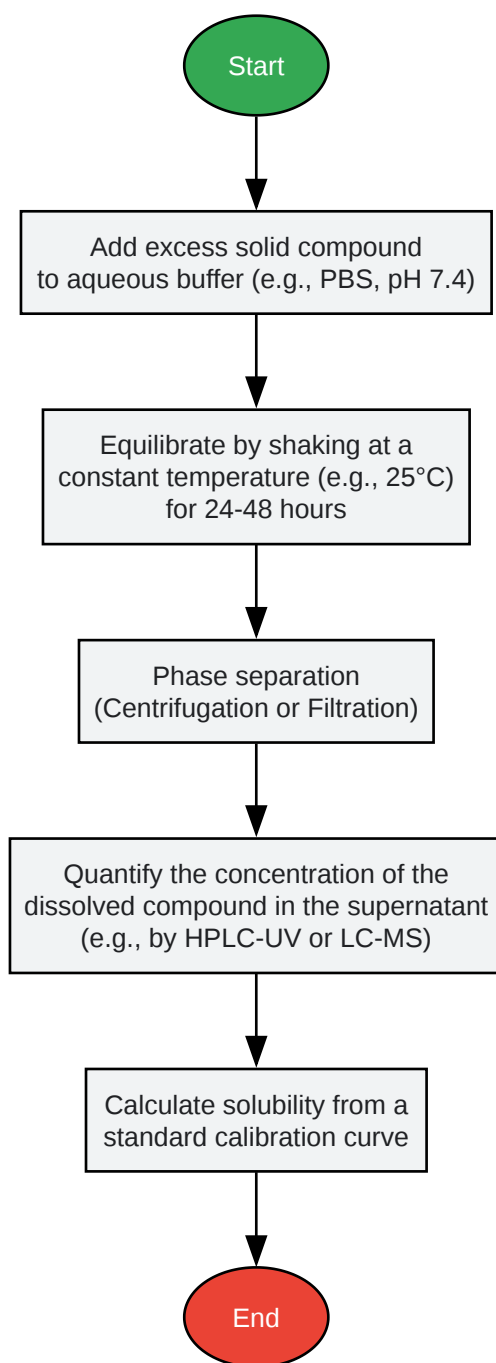 Start
Add excess solid compound
to aqueous buffer (e.g., PBS, pH 7.4)
Equilibrate by shaking at a
constant temperature (e.g., 25°C)
for 24-48 hours
Phase separation
(Centrifugation or Filtration)
Quantify the concentration of the
dissolved compound in the supernatant
(e.g., by HPLC-UV or LC-MS)
Calculate solubility from a
standard calibration curve
End